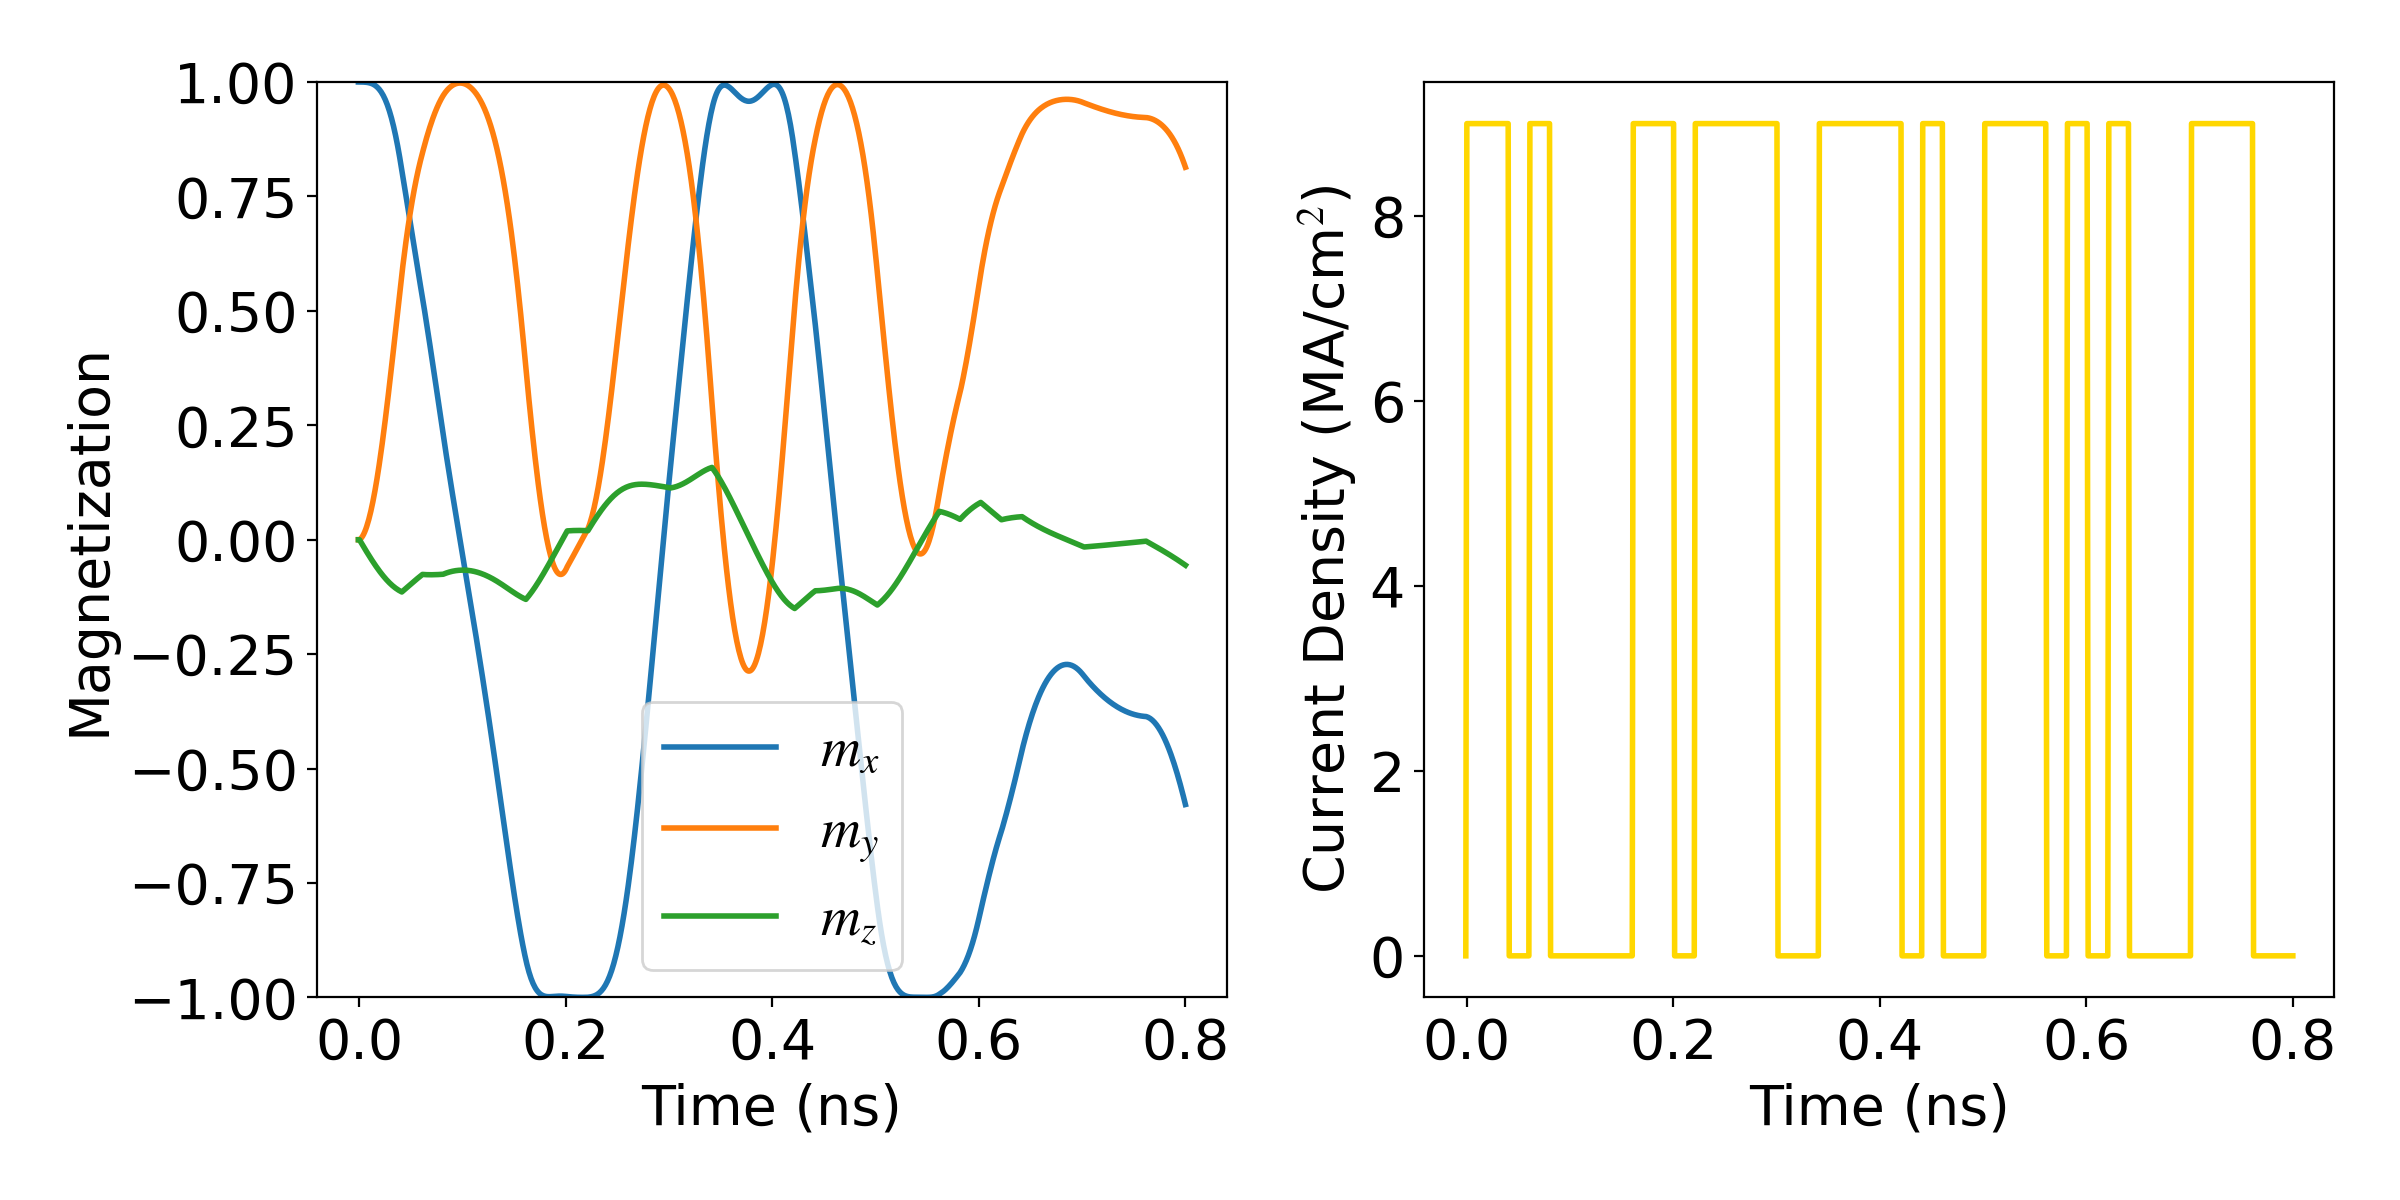 1.00
0.75
0.50
0.25
0.00
−0.25
−0.50
−0.75
−1.00
Magnetization
0.0 0.2 0.4 0.6 0.8
Time (ns)
m_x
m_y
m_z
8
6
4
2
0
Current Density (MA/cm²)
0.0 0.2 0.4 0.6 0.8
Time (ns)